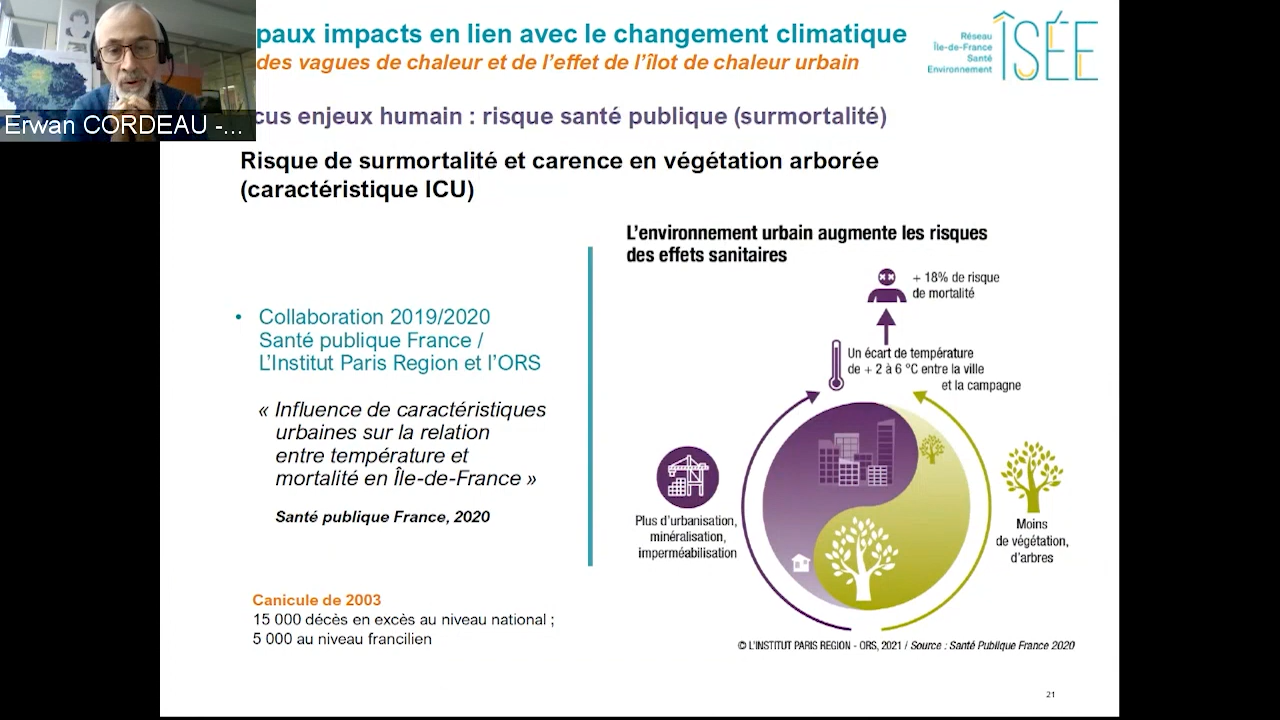 paux impacts en lien avec le changement climatique
des vagues de chaleur et de l'effet de l'îlot de chaleur urbain
Réseau
Île-de-France
Santé
Environnement
ÎSÉE
Erwan CORDEAU -...
cus enjeux humain : risque santé publique (surmortalité)
Risque de surmortalité et carence en végétation arborée
(caractéristique ICU)
• Collaboration 2019/2020
Santé publique France /
L'Institut Paris Region et l'ORS
« Influence de caractéristiques
urbaines sur la relation
entre température et
mortalité en Île-de-France »
Santé publique France, 2020
Canicule de 2003
15 000 décès en excès au niveau national ;
5 000 au niveau francilien
L'environnement urbain augmente les risques
des effets sanitaires
+ 18% de risque
de mortalité
Un écart de température
de + 2 à 6 °C entre la ville
et la campagne
Plus d'urbanisation,
minéralisation,
imperméabilisation
Moins
de végétation,
d'arbres
© L'INSTITUT PARIS REGION - ORS, 2021 / Source : Santé Publique France 2020
21